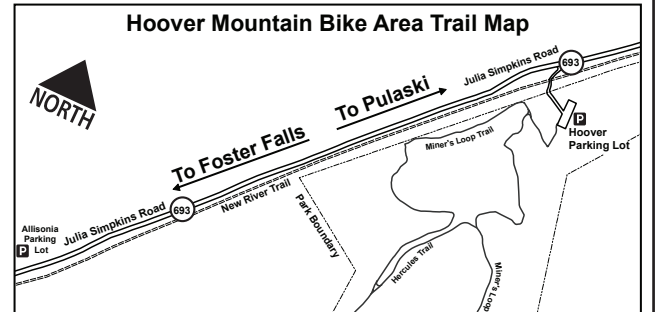 Hoover Mountain Bike Area Trail Map
NORTH
Julia Simpkins Road
693
To Pulaski
P
Hoover
Parking Lot
Miner's Loop Trail
To Foster Falls
New River Trail
Park Boundary
693
Julia Simpkins Road
Allisonia
Parking
P Lot
Hercules Trail
Miner's Loop